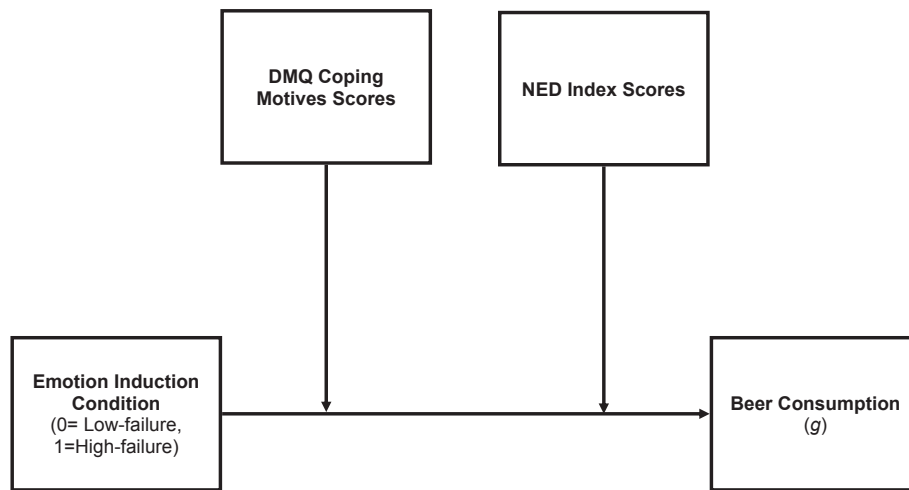 DMQ Coping
Motives Scores
NED Index Scores
Emotion Induction
Condition
(0= Low-failure,
1=High-failure)
Beer Consumption
(g)